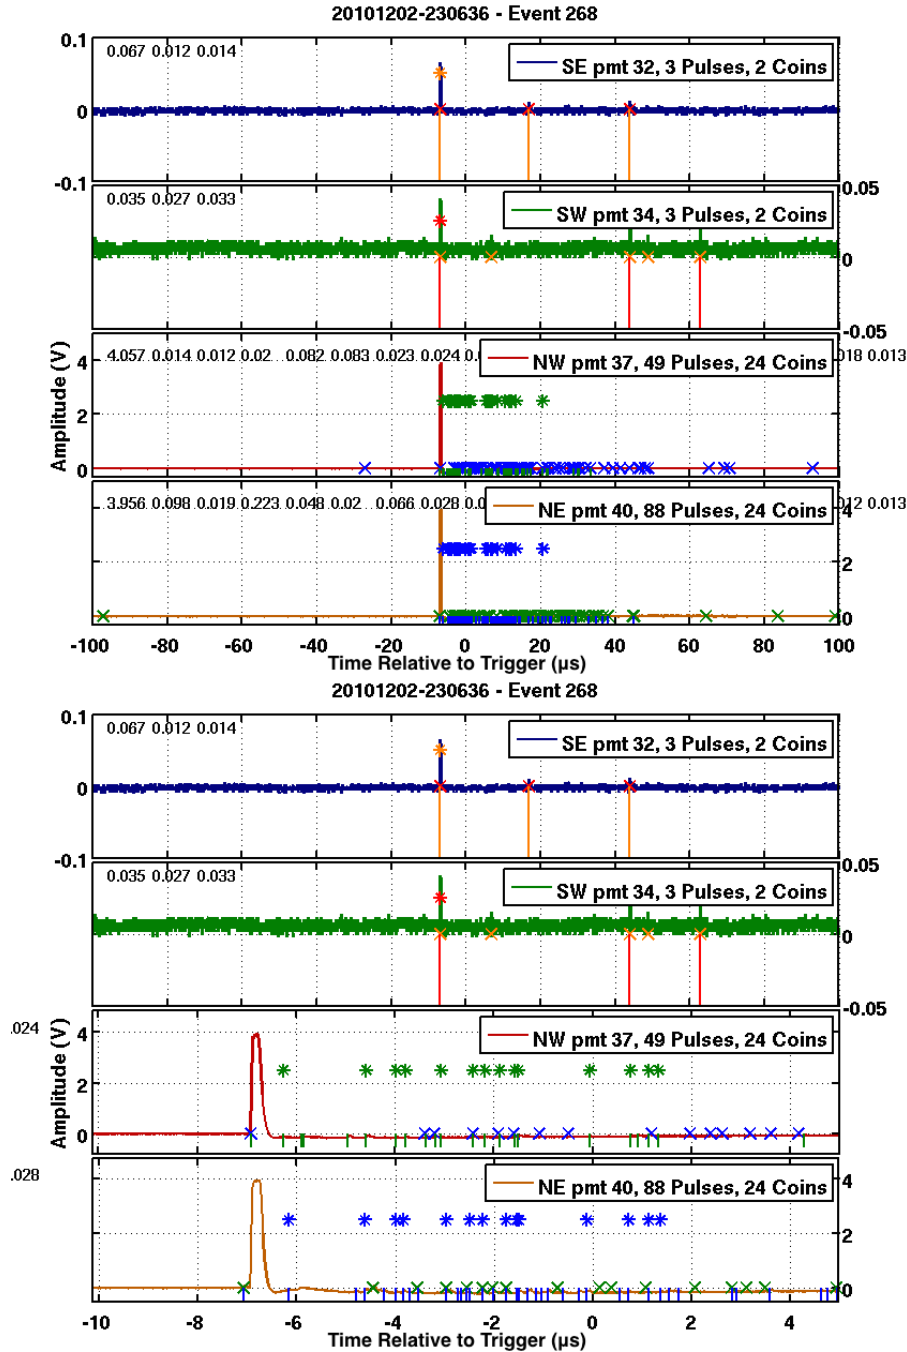 20101202-230636 - Event 268
0.1
0.067 0.012 0.014
SE pmt 32, 3 Pulses, 2 Coins
0
-0.1
0.05
0.035 0.027 0.033
SW pmt 34, 3 Pulses, 2 Coins
0
-0.05
4.057 0.014 0.012 0.02 0.082 0.083 0.023 0.024
NW pmt 37, 49 Pulses, 24 Coins
018 0.013
4
2
0
Amplitude (V)
3.956 0.098 0.019 0.223 0.048 0.02 0.066 0.028
NE pmt 40, 88 Pulses, 24 Coins
12 0.013
4
2
0
-100 -80 -60 -40 -20 0 20 40 60 80 100
Time Relative to Trigger (µs)
20101202-230636 - Event 268
0.1
0.067 0.012 0.014
SE pmt 32, 3 Pulses, 2 Coins
0
-0.1
0.05
0.035 0.027 0.033
SW pmt 34, 3 Pulses, 2 Coins
0
-0.05
.024
4
NW pmt 37, 49 Pulses, 24 Coins
2
0
Amplitude (V)
.028
NE pmt 40, 88 Pulses, 24 Coins
4
2
0
-10 -8 -6 -4 -2 0 2 4
Time Relative to Trigger (µs)